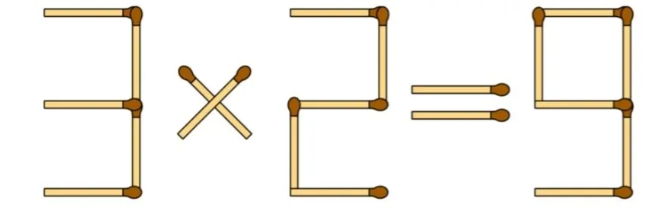 3 × 2 = 9